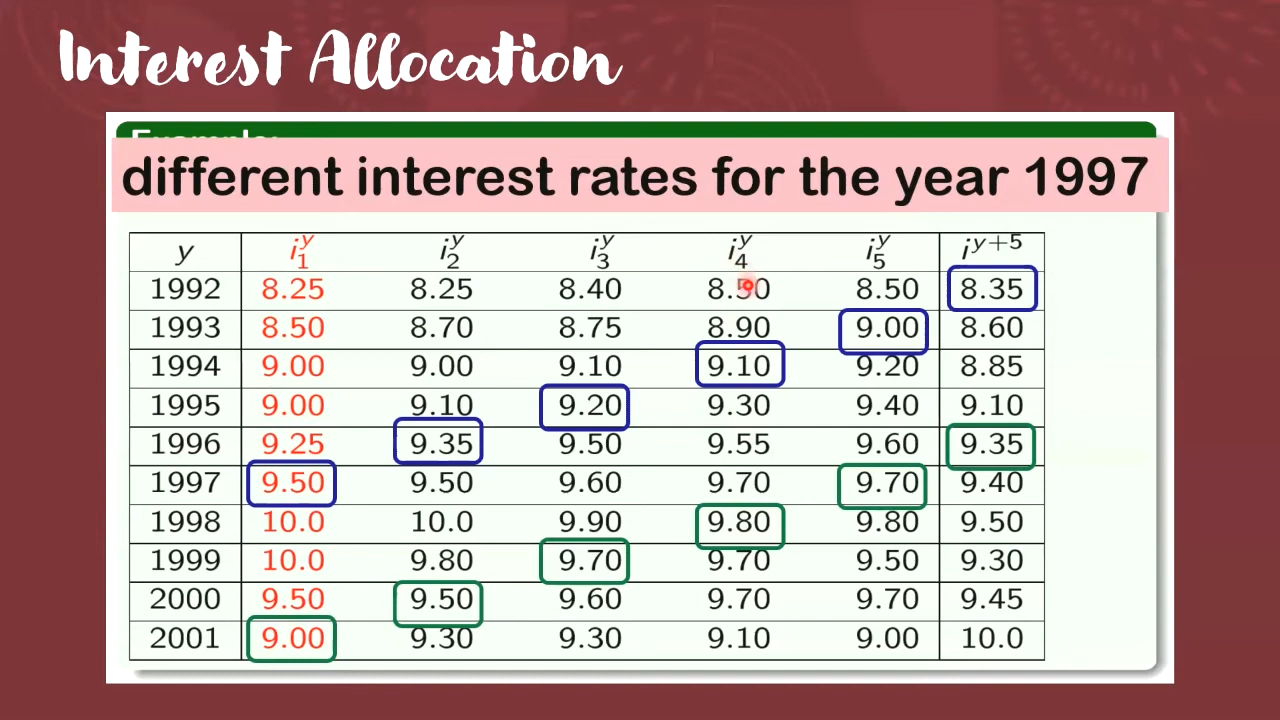 Interest Allocation
different interest rates for the year 1997
y i₁ʸ i₂ʸ i₃ʸ i₄ʸ i₅ʸ iʸ⁺⁵
1992 8.25 8.25 8.40 8.50 8.50 8.35
1993 8.50 8.70 8.75 8.90 9.00 8.60
1994 9.00 9.00 9.10 9.10 9.20 8.85
1995 9.00 9.10 9.20 9.30 9.40 9.10
1996 9.25 9.35 9.50 9.55 9.60 9.35
1997 9.50 9.50 9.60 9.70 9.70 9.40
1998 10.0 10.0 9.90 9.80 9.80 9.50
1999 10.0 9.80 9.70 9.70 9.50 9.30
2000 9.50 9.50 9.60 9.70 9.70 9.45
2001 9.00 9.30 9.30 9.10 9.00 10.0